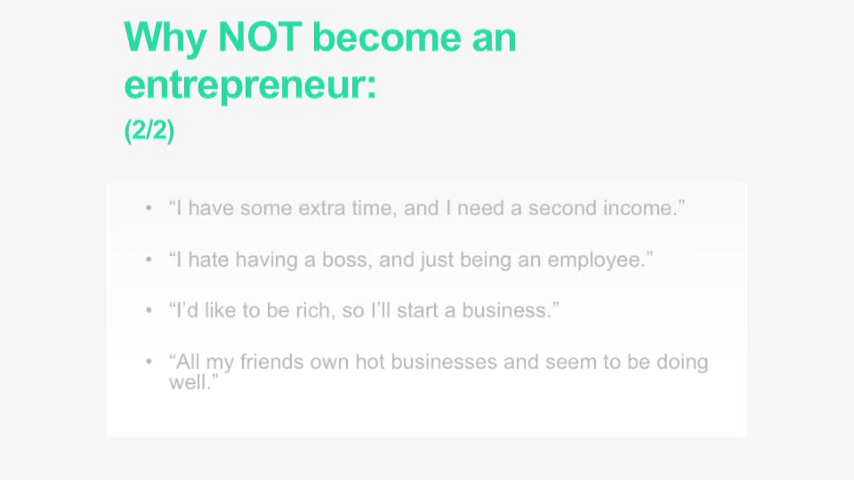 Why NOT become an
entrepreneur:
(2/2)
• “I have some extra time, and I need a second income.”
• “I hate having a boss, and just being an employee.”
• “I’d like to be rich, so I’ll start a business.”
• “All my friends own hot businesses and seem to be doing
well.”